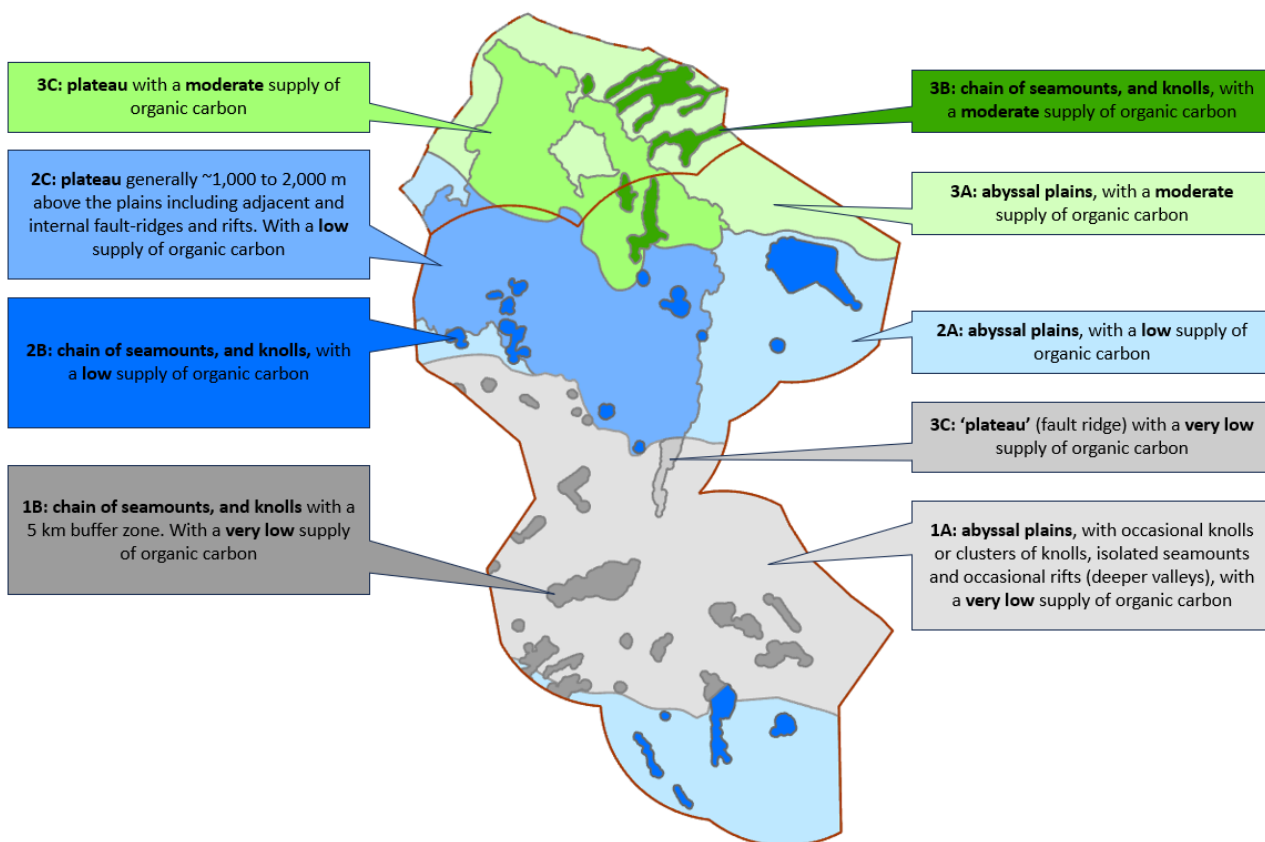 3C: plateau with a moderate supply of
organic carbon
2C: plateau generally ~1,000 to 2,000 m
above the plains including adjacent and
internal fault-ridges and rifts. With a low
supply of organic carbon
2B: chain of seamounts, and knolls, with
a low supply of organic carbon
1B: chain of seamounts, and knolls with a
5 km buffer zone. With a very low supply
of organic carbon
3B: chain of seamounts, and knolls, with
a moderate supply of organic carbon
3A: abyssal plains, with a moderate
supply of organic carbon
2A: abyssal plains, with a low supply of
organic carbon
3C: ‘plateau’ (fault ridge) with a very low
supply of organic carbon
1A: abyssal plains, with occasional knolls
or clusters of knolls, isolated seamounts
and occasional rifts (deeper valleys), with
a very low supply of organic carbon